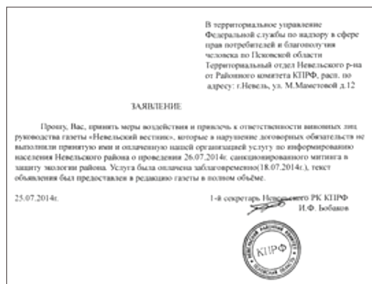 В территориальное управление
Федеральной службы по надзору в сфере
прав потребителей и благополучия
человека по Псковской области
Территориальный отдел Невельского р-на
от Районного комитета КПРФ, расп. по
адресу: г.Невель, ул. М.Маметовой д.12
ЗАЯВЛЕНИЕ
Прошу, Вас, принять меры воздействия и привлечь к ответственности виновных лиц
руководства газеты «Невельский вестник», которые в нарушение договорных обязательств не
выполнили принятую ими и оплаченную нашей организацией услугу по информированию
населения Невельского района о проведении 26.07.2014г. санкционированного митинга в
защиту экологии района. Услуга была оплачена заблаговременно(18.07.2014г.), текст
объявления был предоставлен в редакцию газеты в полном объёме.
25.07.2014г.
1-й секретарь Невельского РК КПРФ
И.Ф. Бобаков
КПРФ